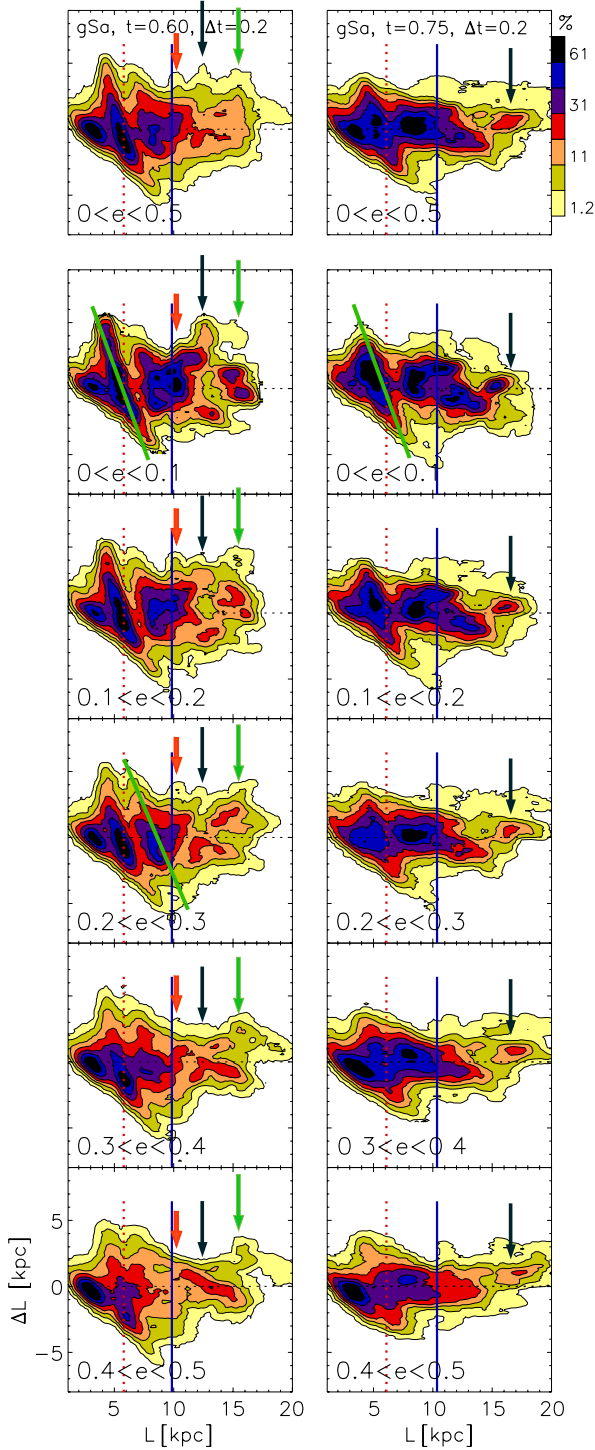 gSa, t=0.60, Δt=0.2
gSa, t=0.75, Δt=0.2
%
61
31
11
1.2
0<e<0.5
0<e<0.5
0<e<0.1
0<e<0.1
0.1<e<0.2
0.1<e<0.2
0.2<e<0.3
0.2<e<0.3
0.3<e<0.4
0 3<e<0 4
0.4<e<0.5
0.4<e<0.5
ΔL [kpc]
5
0
-5
5 10 15 20
5 10 15 20
L [kpc]
L [kpc]